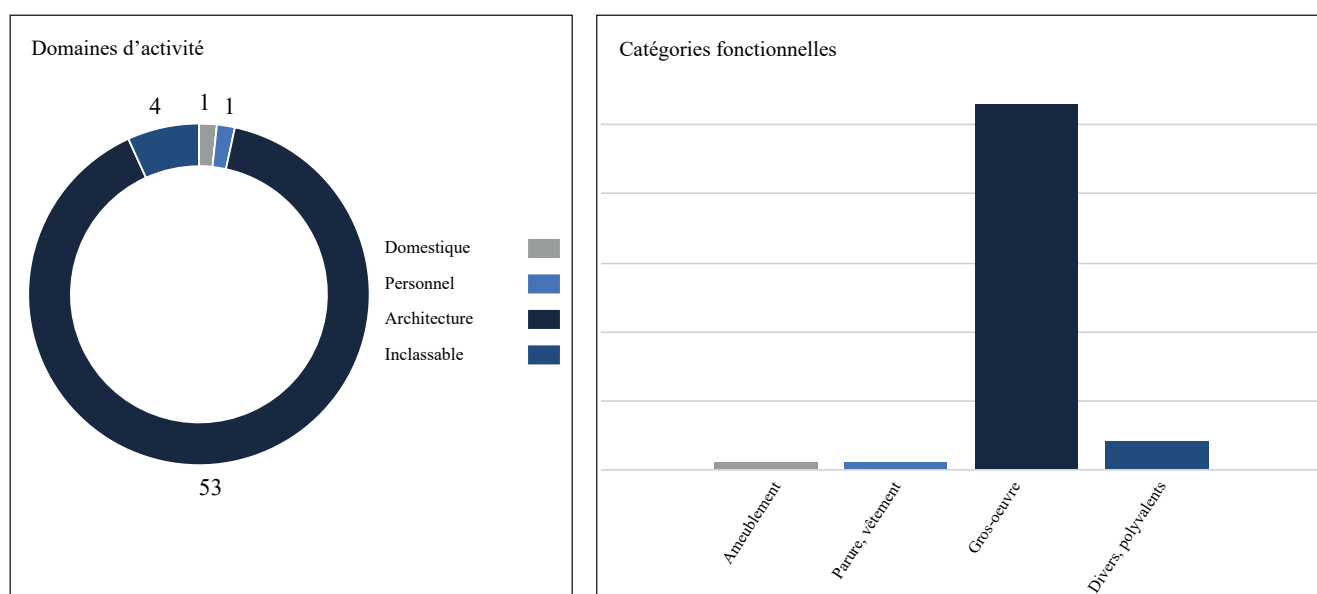 Domaines d’activité
4
1
1
Domestique
Personnel
Architecture
Inclassable
53
Catégories fonctionnelles
Ameublement
Parure, vêtement
Gros-oeuvre
Divers, polyvalents